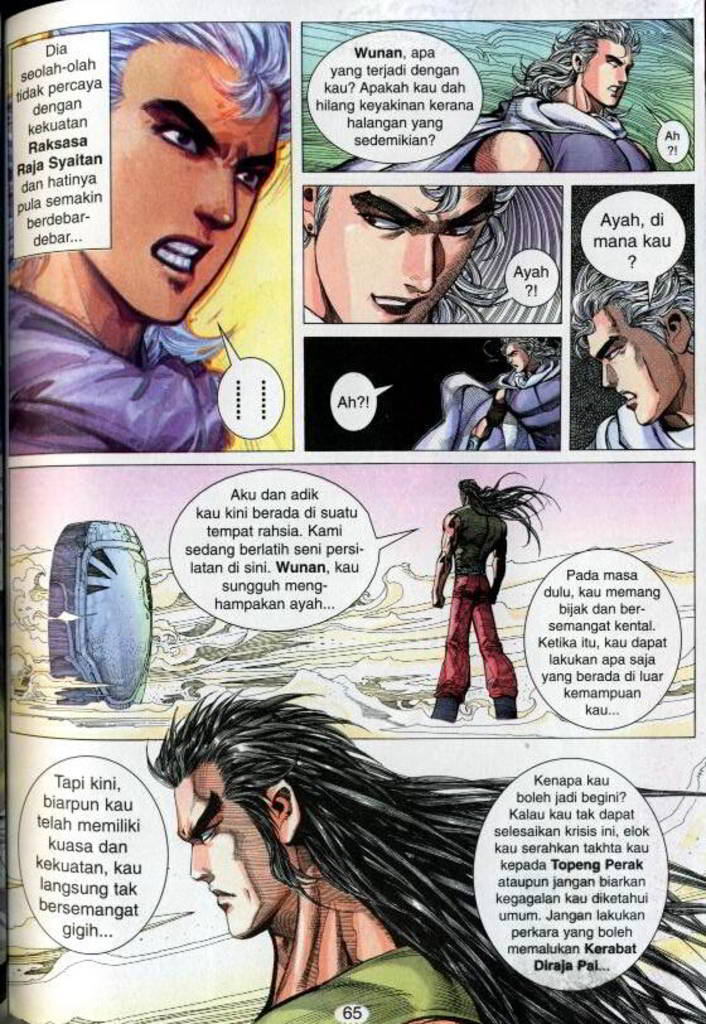 Dia
seolah-olah
tidak percaya
dengan
kekuatan
Raksasa
Raja Syaitan
dan hatinya
pula semakin
berdebar-
debar...
Wunan, apa
yang terjadi dengan
kau? Apakah kau dah
hilang keyakinan kerana
halangan yang
sedemikian?
Ah
?!
Ayah
?!
Ayah, di
mana kau
?
Ah?!
Aku dan adik
kau kini berada di suatu
tempat rahsia. Kami
sedang berlatih seni persi-
latan di sini. Wunan, kau
sungguh meng-
hampakan ayah...
Pada masa
dulu, kau memang
bijak dan ber-
semangat kental.
Ketika itu, kau dapat
lakukan apa saja
yang berada di luar
kemampuan
kau...
Tapi kini,
biarpun kau
telah memiliki
kuasa dan
kekuatan, kau
langsung tak
bersemangat
gigih...
Kenapa kau
boleh jadi begini?
Kalau kau tak dapat
selesaikan krisis ini, elok
kau serahkan takhta kau
kepada Topeng Perak
ataupun jangan biarkan
kegagalan kau diketahui
umum. Jangan lakukan
perkara yang boleh
memalukan Kerabat
Diraja Pai...
65